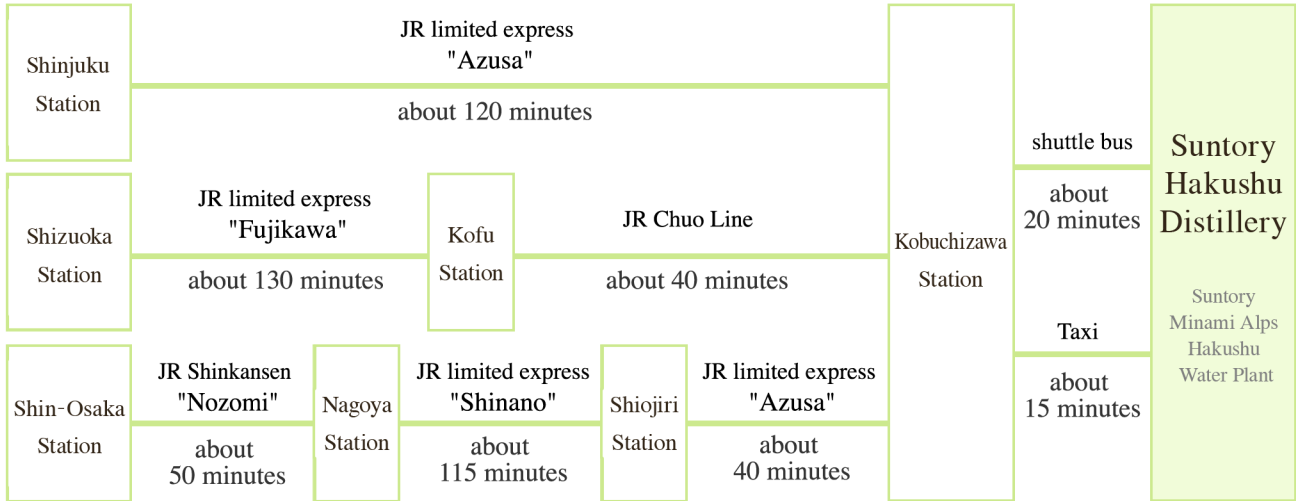 Shinjuku
Station
JR limited express
"Azusa"
about 120 minutes
Shizuoka
Station
JR limited express
"Fujikawa"
about 130 minutes
Kofu
Station
JR Chuo Line
about 40 minutes
Shin-Osaka
Station
JR Shinkansen
"Nozomi"
about
50 minutes
Nagoya
Station
JR limited express
"Shinano"
about
115 minutes
Shiojiri
Station
JR limited express
"Azusa"
about
40 minutes
Kobuchizawa
Station
shuttle bus
about
20 minutes
Taxi
about
15 minutes
Suntory
Hakushu
Distillery
Suntory
Minami Alps
Hakushu
Water Plant